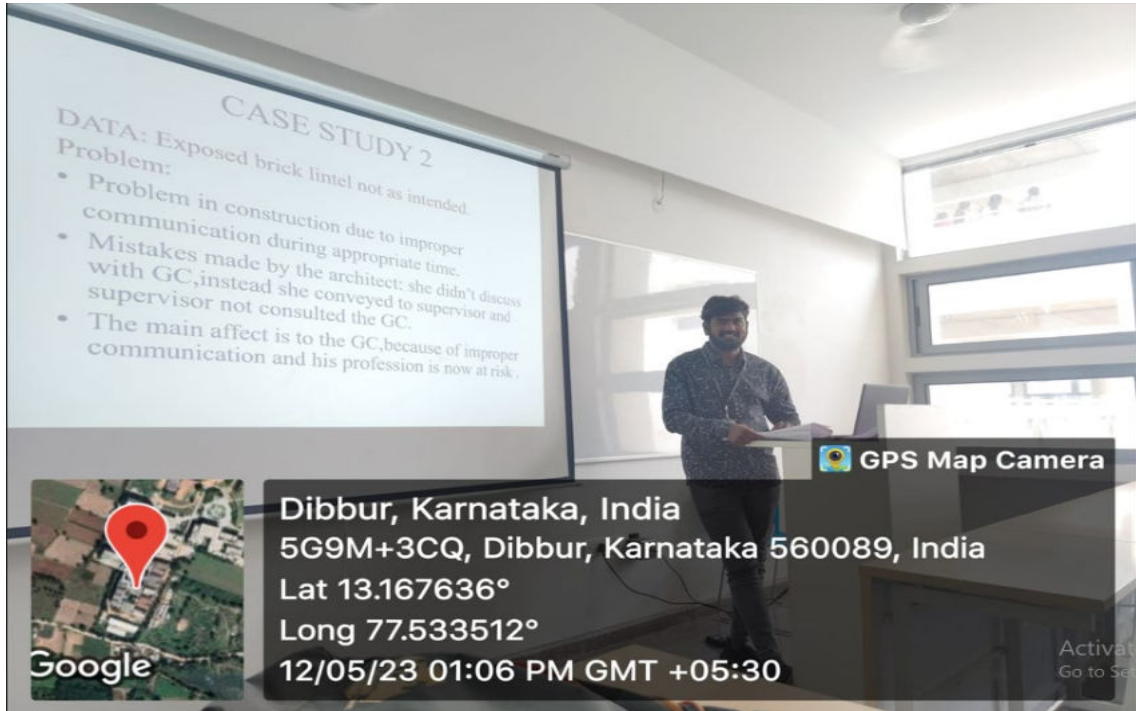 CASE STUDY 2
DATA: Exposed brick lintel not as intended.
Problem:
• Problem in construction due to improper
communication during appropriate time.
• Mistakes made by the architect: she didn't discuss
with GC,instead she conveyed to supervisor and
supervisor not consulted the GC.
• The main affect is to the GC,because of improper
communication and his profession is now at risk .
GPS Map Camera
Dibbur, Karnataka, India
5G9M+3CQ, Dibbur, Karnataka 560089, India
Lat 13.167636°
Long 77.533512°
12/05/23 01:06 PM GMT +05:30
Google
Activat
Go to Set